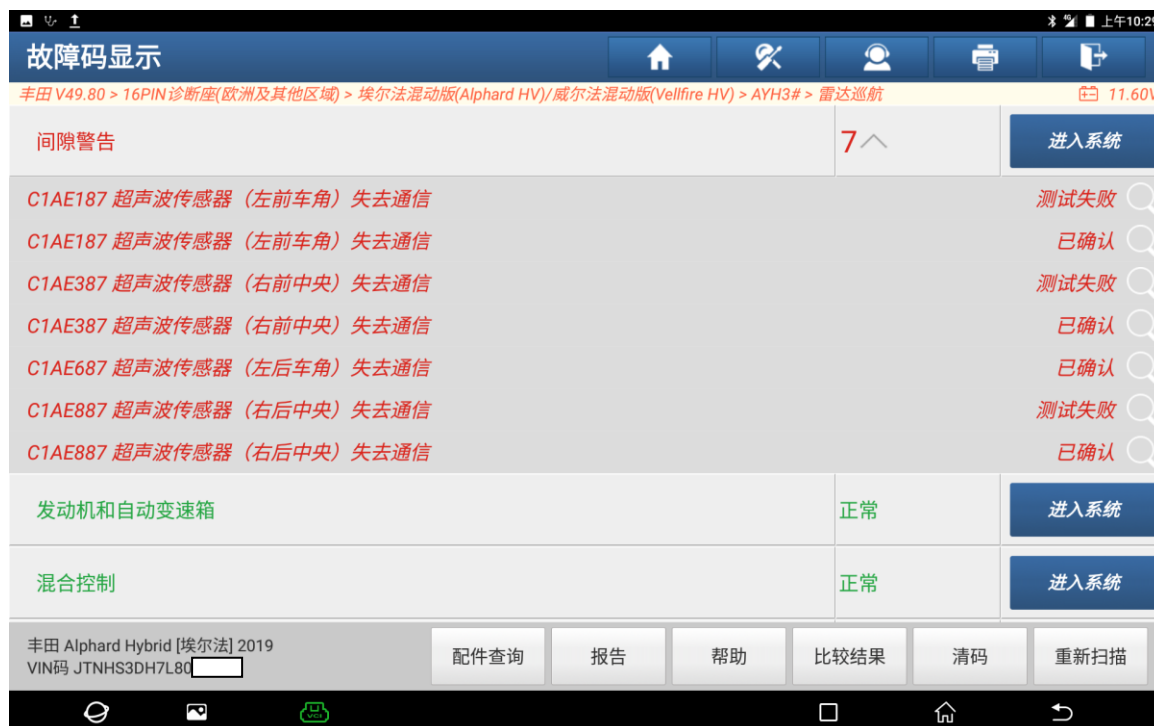 4G 上午10:29
故障码显示
丰田 V49.80 > 16PIN诊断座(欧洲及其他区域) > 埃尔法混动版(Alphard HV)/威尔法混动版(Vellfire HV) > AYH3# > 雷达巡航 11.60V
间隙警告 7 进入系统
C1AE187 超声波传感器（左前车角）失去通信 测试失败
C1AE187 超声波传感器（左前车角）失去通信 已确认
C1AE387 超声波传感器（右前中央）失去通信 测试失败
C1AE387 超声波传感器（右前中央）失去通信 已确认
C1AE687 超声波传感器（左后车角）失去通信 已确认
C1AE887 超声波传感器（右后中央）失去通信 测试失败
C1AE887 超声波传感器（右后中央）失去通信 已确认
发动机和自动变速箱 正常 进入系统
混合控制 正常 进入系统
丰田 Alphard Hybrid [埃尔法] 2019
VIN码 JTNHS3DH7L80
配件查询 报告 帮助 比较结果 清码 重新扫描
VCI